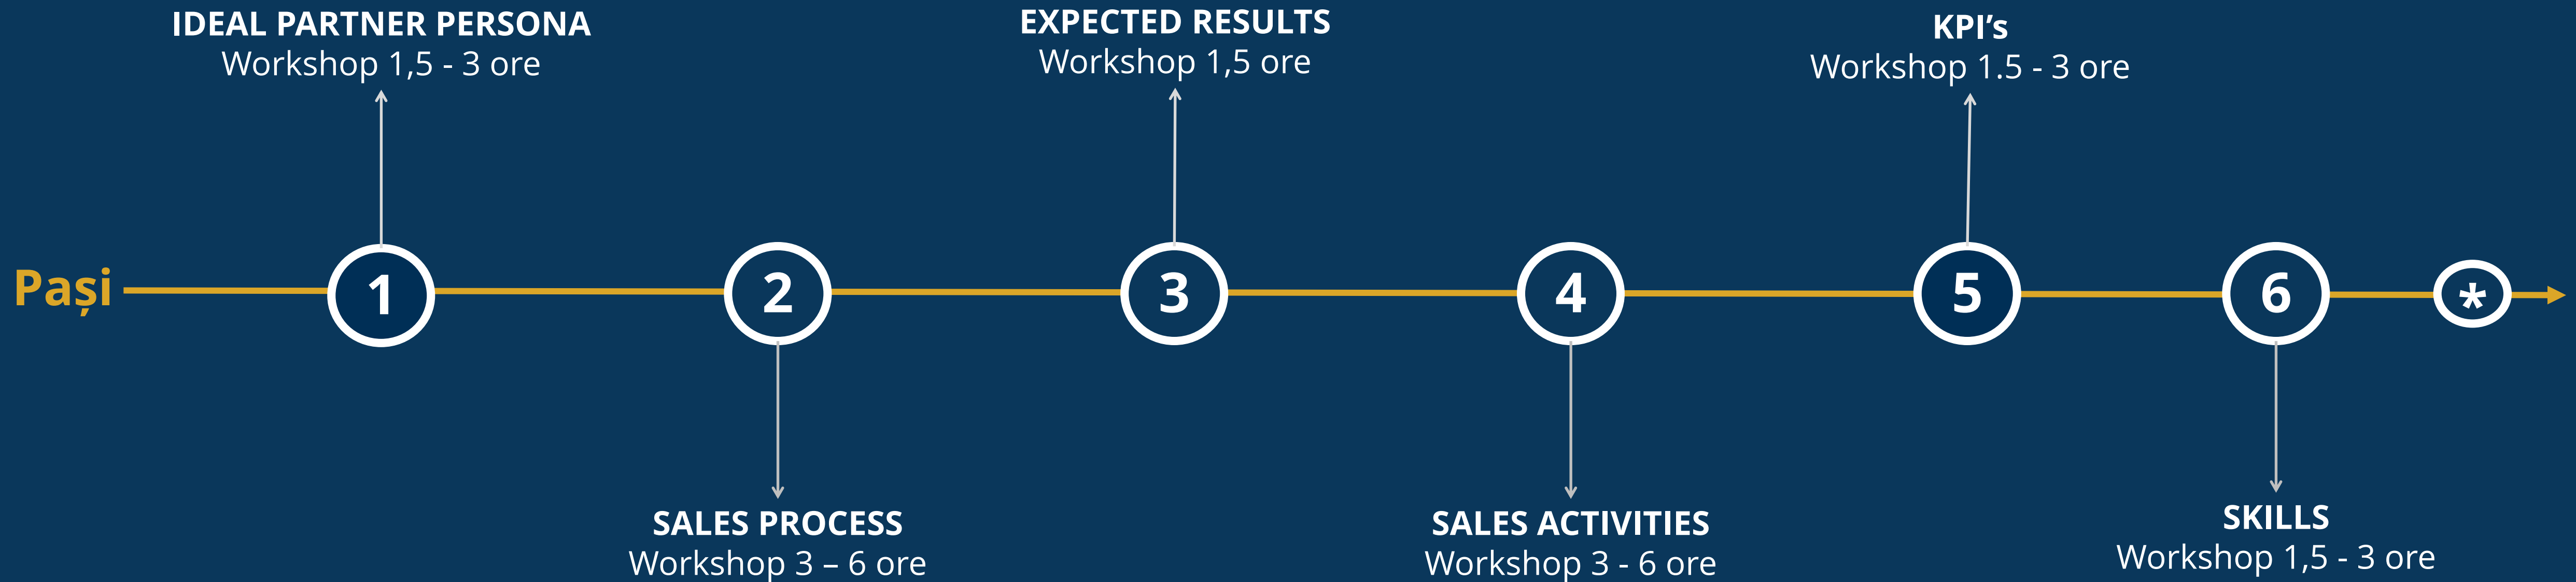 IDEAL PARTNER PERSONA
Workshop 1,5 - 3 ore
EXPECTED RESULTS
Workshop 1,5 ore
KPI’s
Workshop 1.5 - 3 ore
Pași
1
2
3
4
5
6
*
SALES PROCESS
Workshop 3 – 6 ore
SALES ACTIVITIES
Workshop 3 - 6 ore
SKILLS
Workshop 1,5 - 3 ore